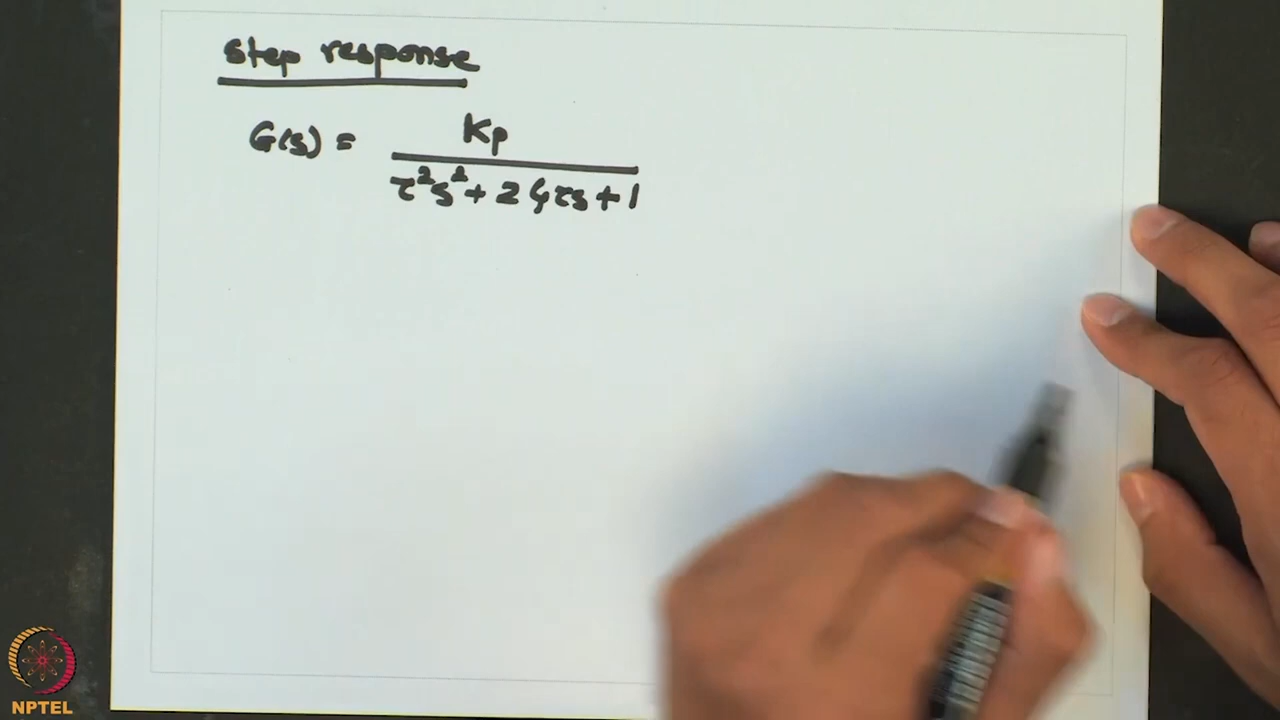 step response
G(s) = Kp / τ²s² + 2ζτs + 1
NPTEL